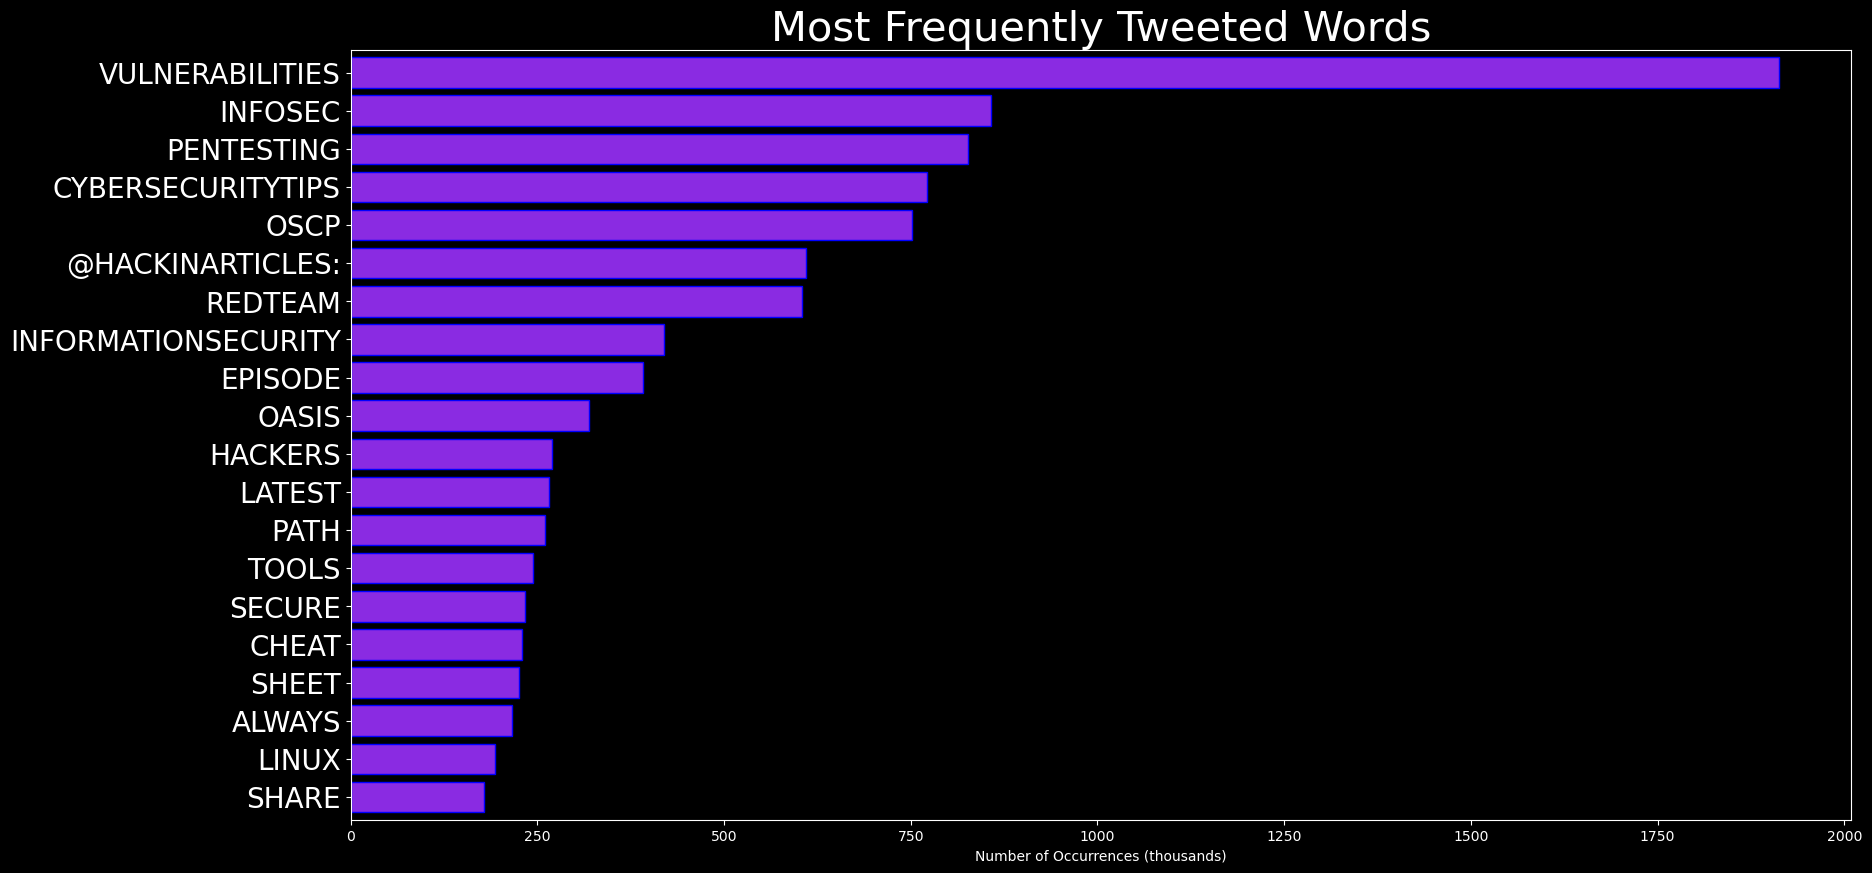 Most Frequently Tweeted Words
VULNERABILITIES
INFOSEC
PENTESTING
CYBERSECURITYTIPS
OSCP
@HACKINARTICLES:
REDTEAM
INFORMATIONSECURITY
EPISODE
OASIS
HACKERS
LATEST
PATH
TOOLS
SECURE
CHEAT
SHEET
ALWAYS
LINUX
SHARE
0 250 500 750 1000 1250 1500 1750 2000
Number of Occurrences (thousands)